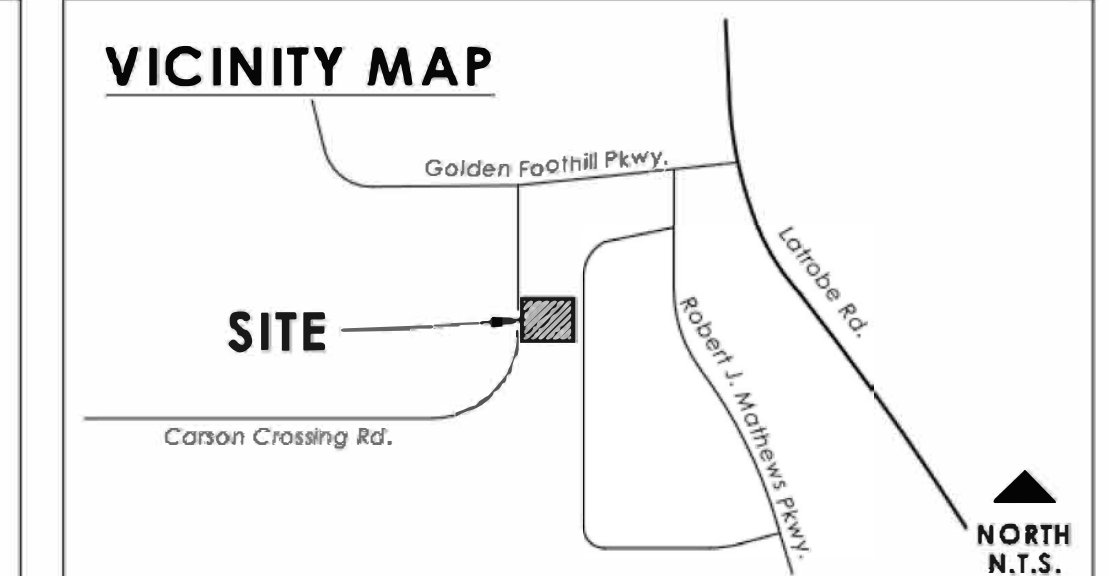 VICINITY MAP
Golden Foothill Pkwy.
Latrobe Rd.
SITE
Robert J. Mathews Pkwy.
Carson Crossing Rd.
NORTH
N.T.S.